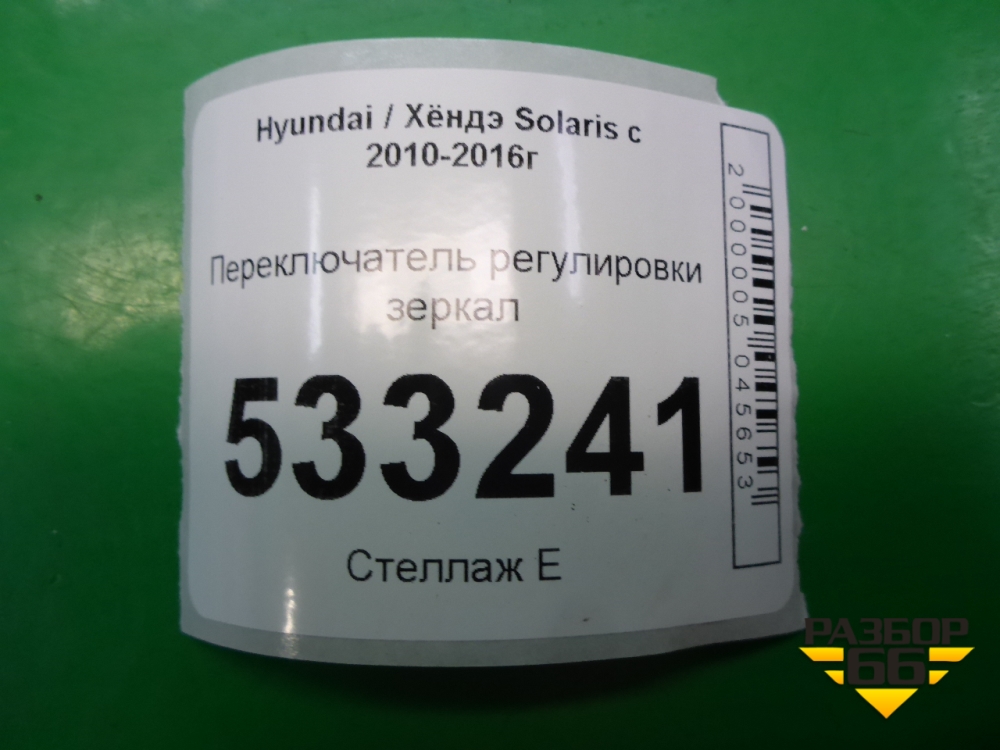 Hyundai / Хёндэ Solaris с
2010-2016г
Переключатель регулировки
зеркал
533241
Стеллаж Е
2000005045653
РАЗБОР
66